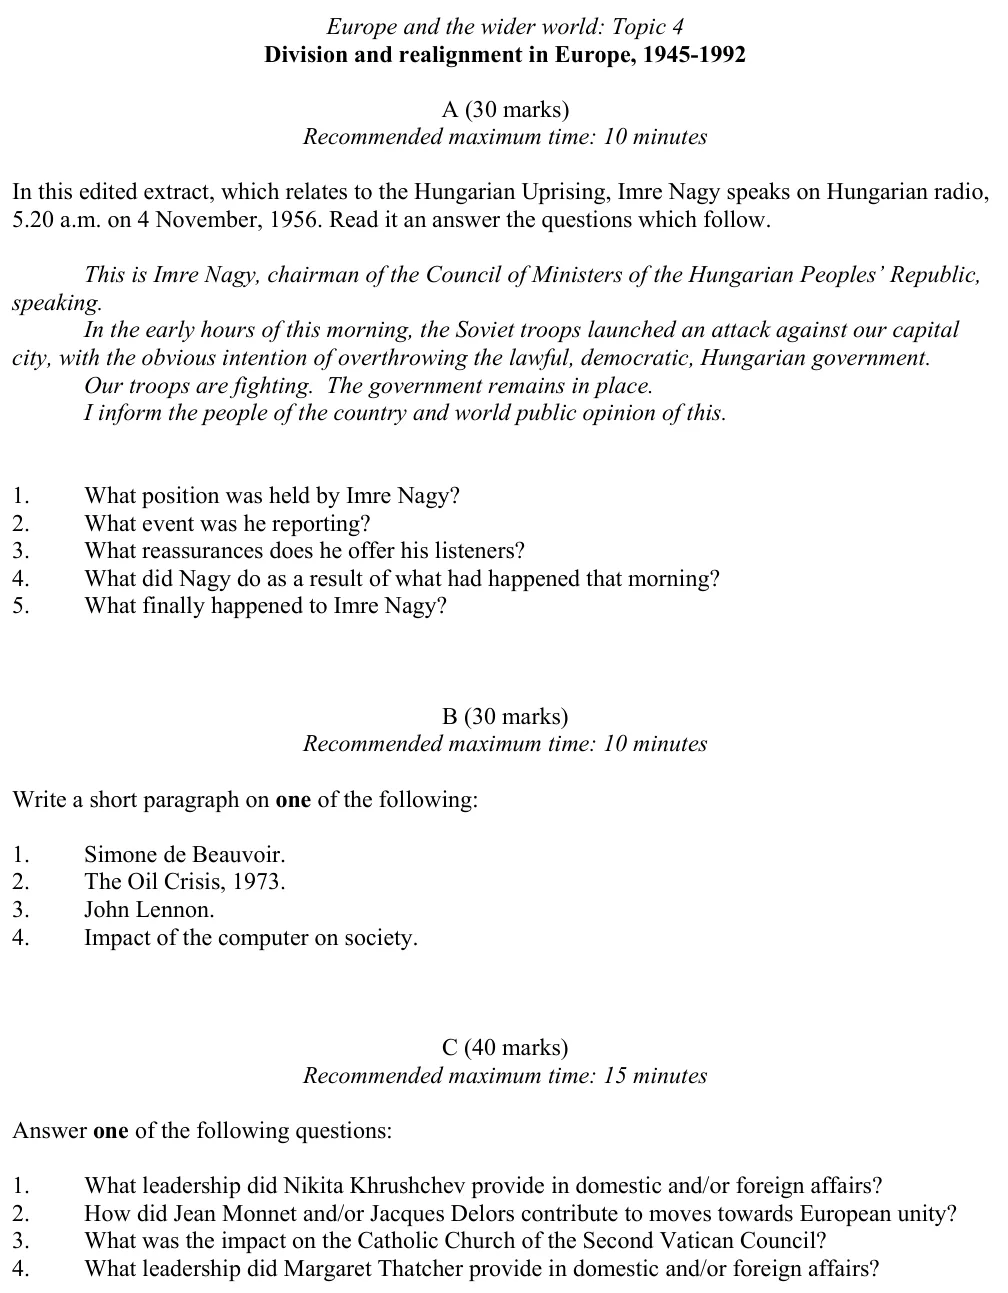 Europe and the wider world: Topic 4
Division and realignment in Europe, 1945-1992
A (30 marks)
Recommended maximum time: 10 minutes
In this edited extract, which relates to the Hungarian Uprising, Imre Nagy speaks on Hungarian radio,
5.20 a.m. on 4 November, 1956. Read it an answer the questions which follow.
This is Imre Nagy, chairman of the Council of Ministers of the Hungarian Peoples’ Republic,
speaking.
In the early hours of this morning, the Soviet troops launched an attack against our capital
city, with the obvious intention of overthrowing the lawful, democratic, Hungarian government.
Our troops are fighting. The government remains in place.
I inform the people of the country and world public opinion of this.
1. What position was held by Imre Nagy?
2. What event was he reporting?
3. What reassurances does he offer his listeners?
4. What did Nagy do as a result of what had happened that morning?
5. What finally happened to Imre Nagy?
B (30 marks)
Recommended maximum time: 10 minutes
Write a short paragraph on one of the following:
1. Simone de Beauvoir.
2. The Oil Crisis, 1973.
3. John Lennon.
4. Impact of the computer on society.
C (40 marks)
Recommended maximum time: 15 minutes
Answer one of the following questions:
1. What leadership did Nikita Khrushchev provide in domestic and/or foreign affairs?
2. How did Jean Monnet and/or Jacques Delors contribute to moves towards European unity?
3. What was the impact on the Catholic Church of the Second Vatican Council?
4. What leadership did Margaret Thatcher provide in domestic and/or foreign affairs?